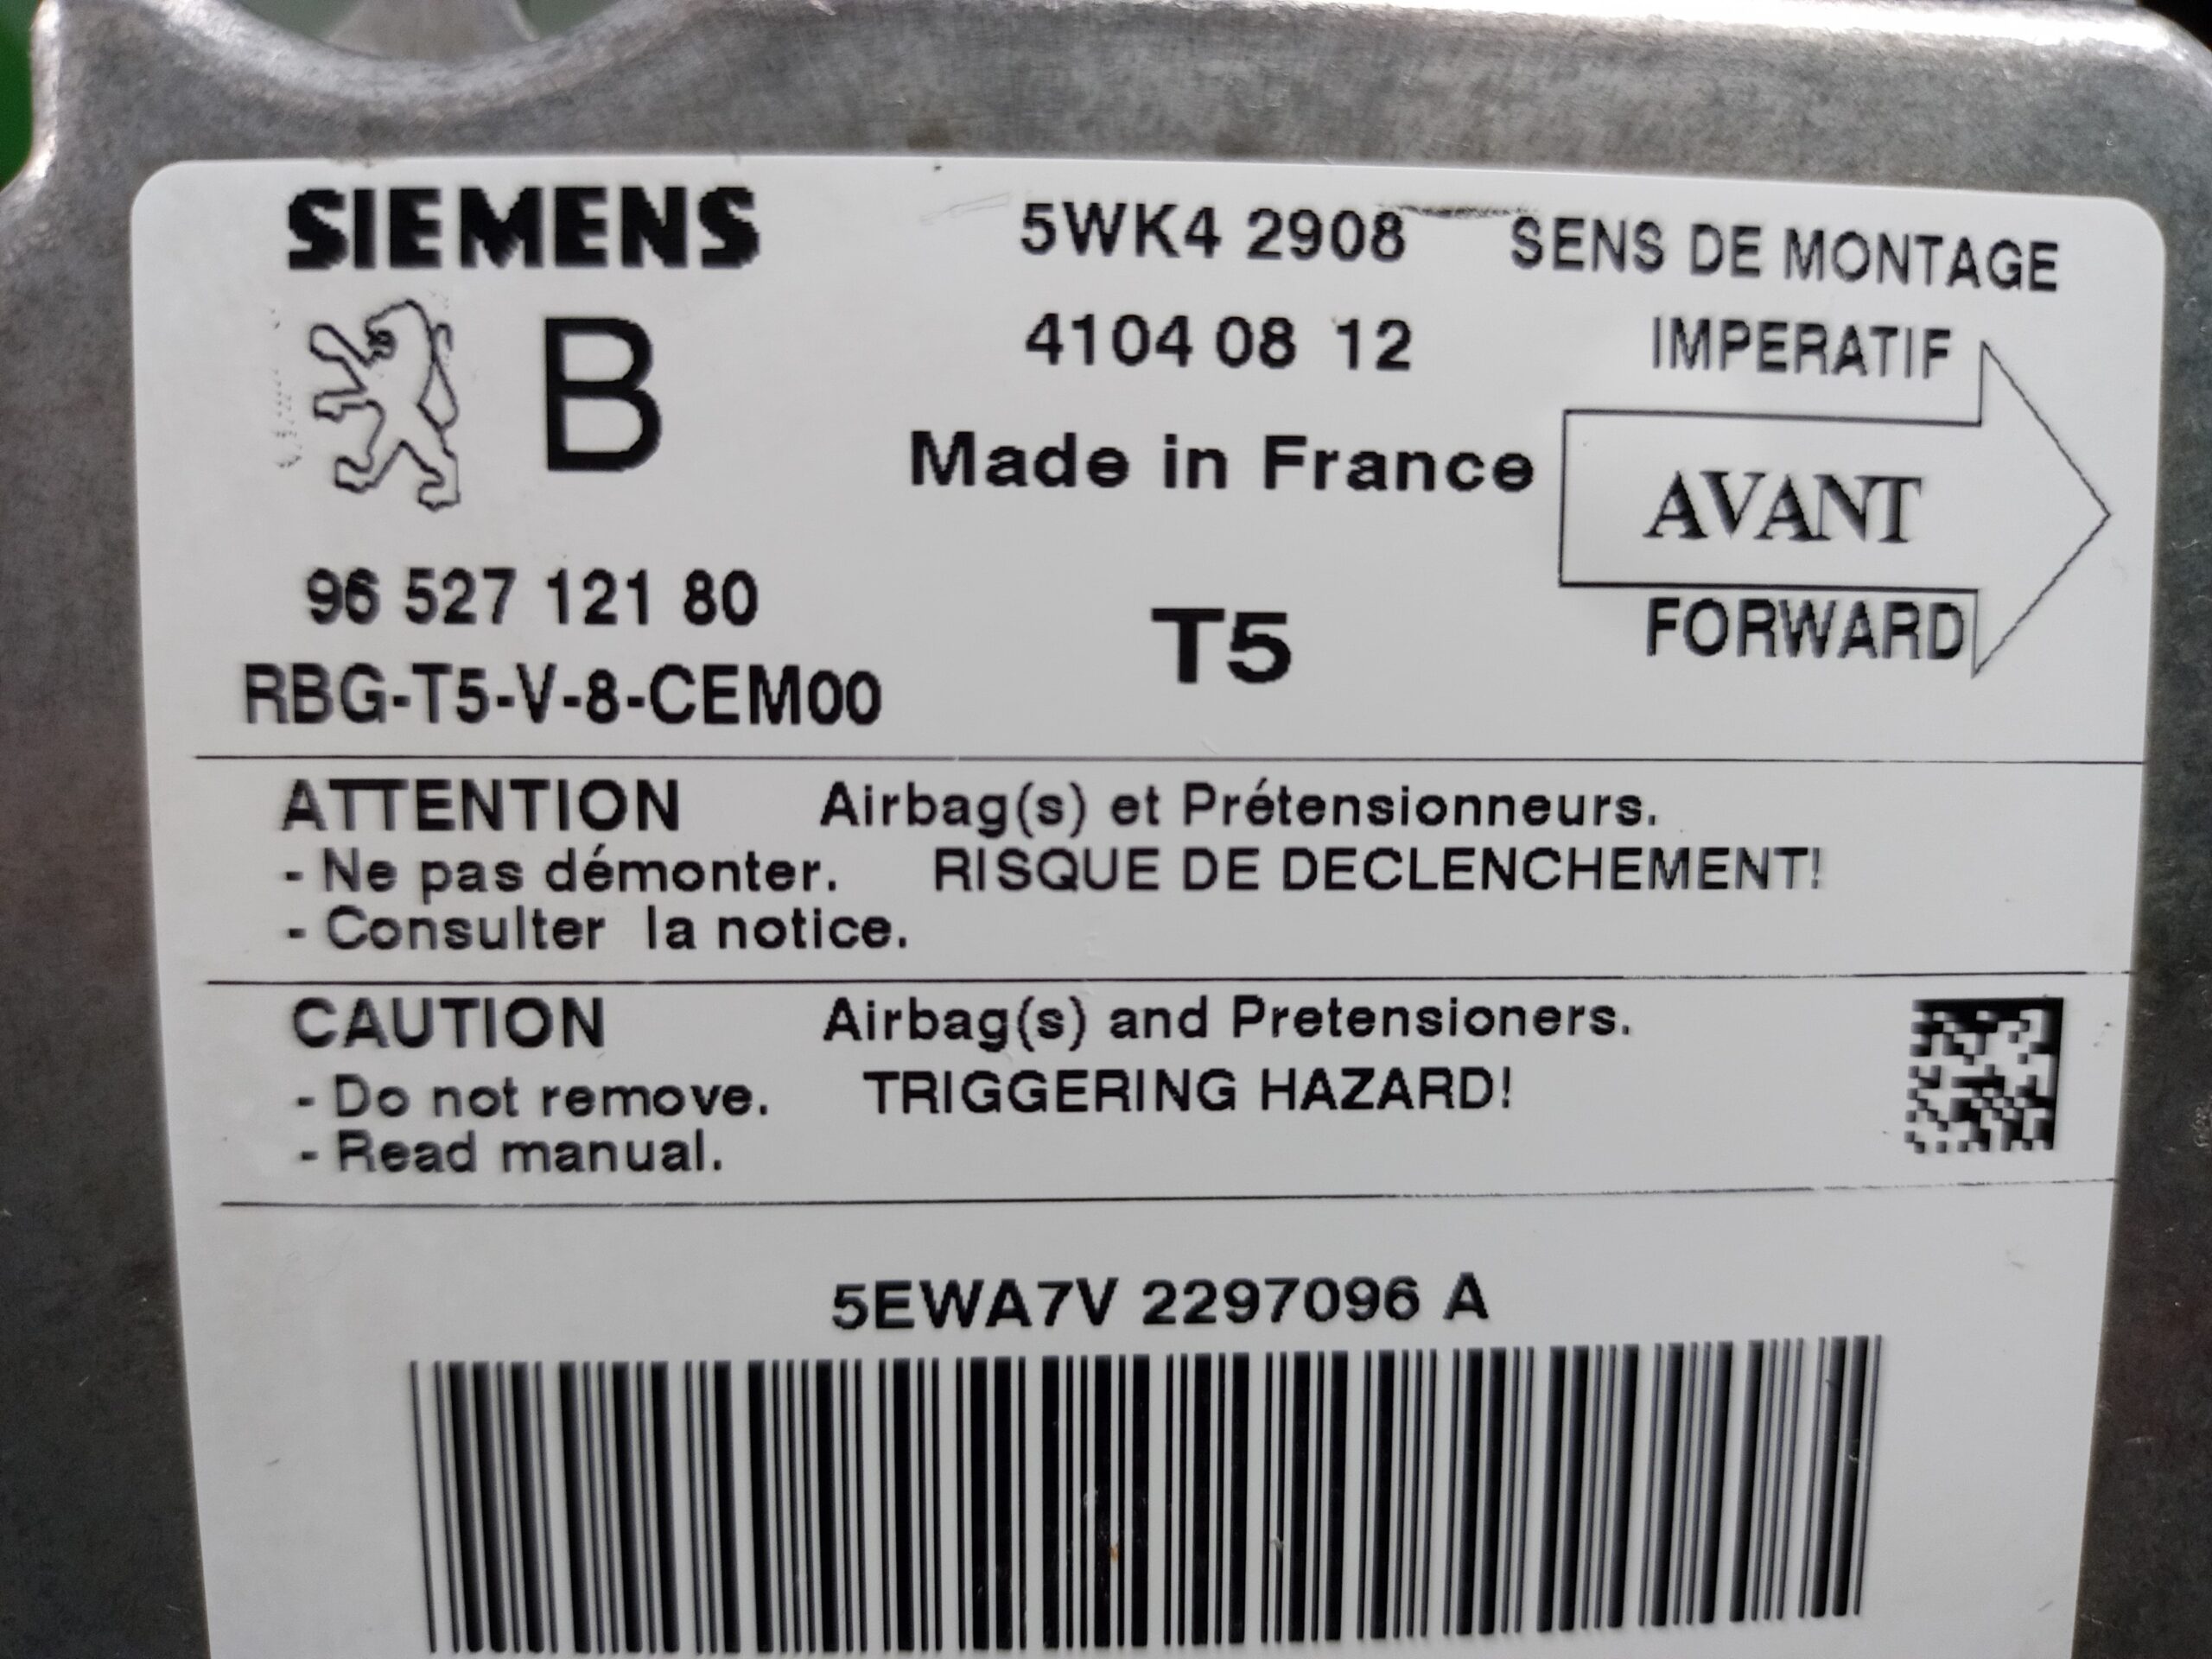 SIEMENS
5WK4 2908
SENS DE MONTAGE
B
4104 08 12
IMPERATIF
Made in France
AVANT
96 527 121 80
T5
FORWARD
RBG-T5-V-8-CEM00
ATTENTION Airbag(s) et Prétensionneurs.
- Ne pas démonter. RISQUE DE DECLENCHEMENT!
- Consulter la notice.
CAUTION Airbag(s) and Pretensioners.
- Do not remove. TRIGGERING HAZARD!
- Read manual.
5EWA7V 2297096 A